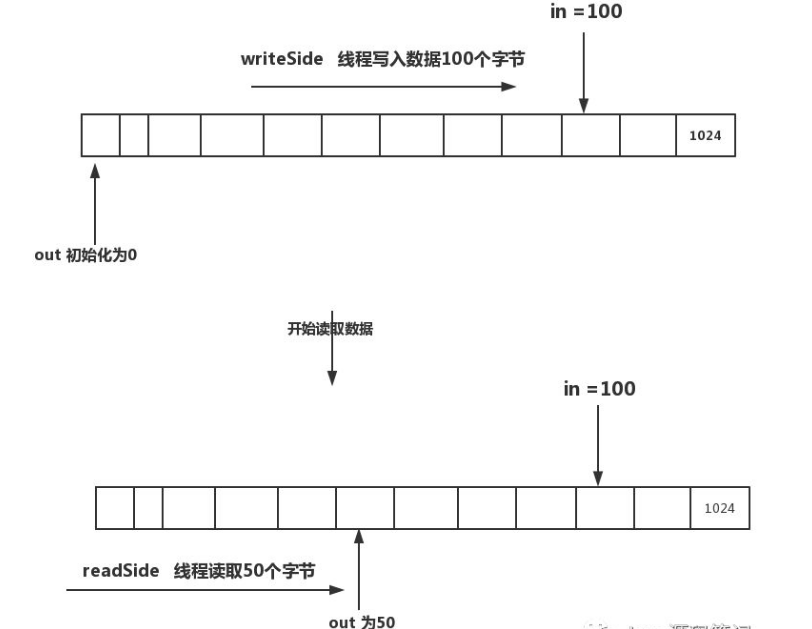 in =100
writeSide 线程写入数据100个字节
1024
out 初始化为0
开始读取数据
in =100
1024
readSide 线程读取50个字节
out 为50